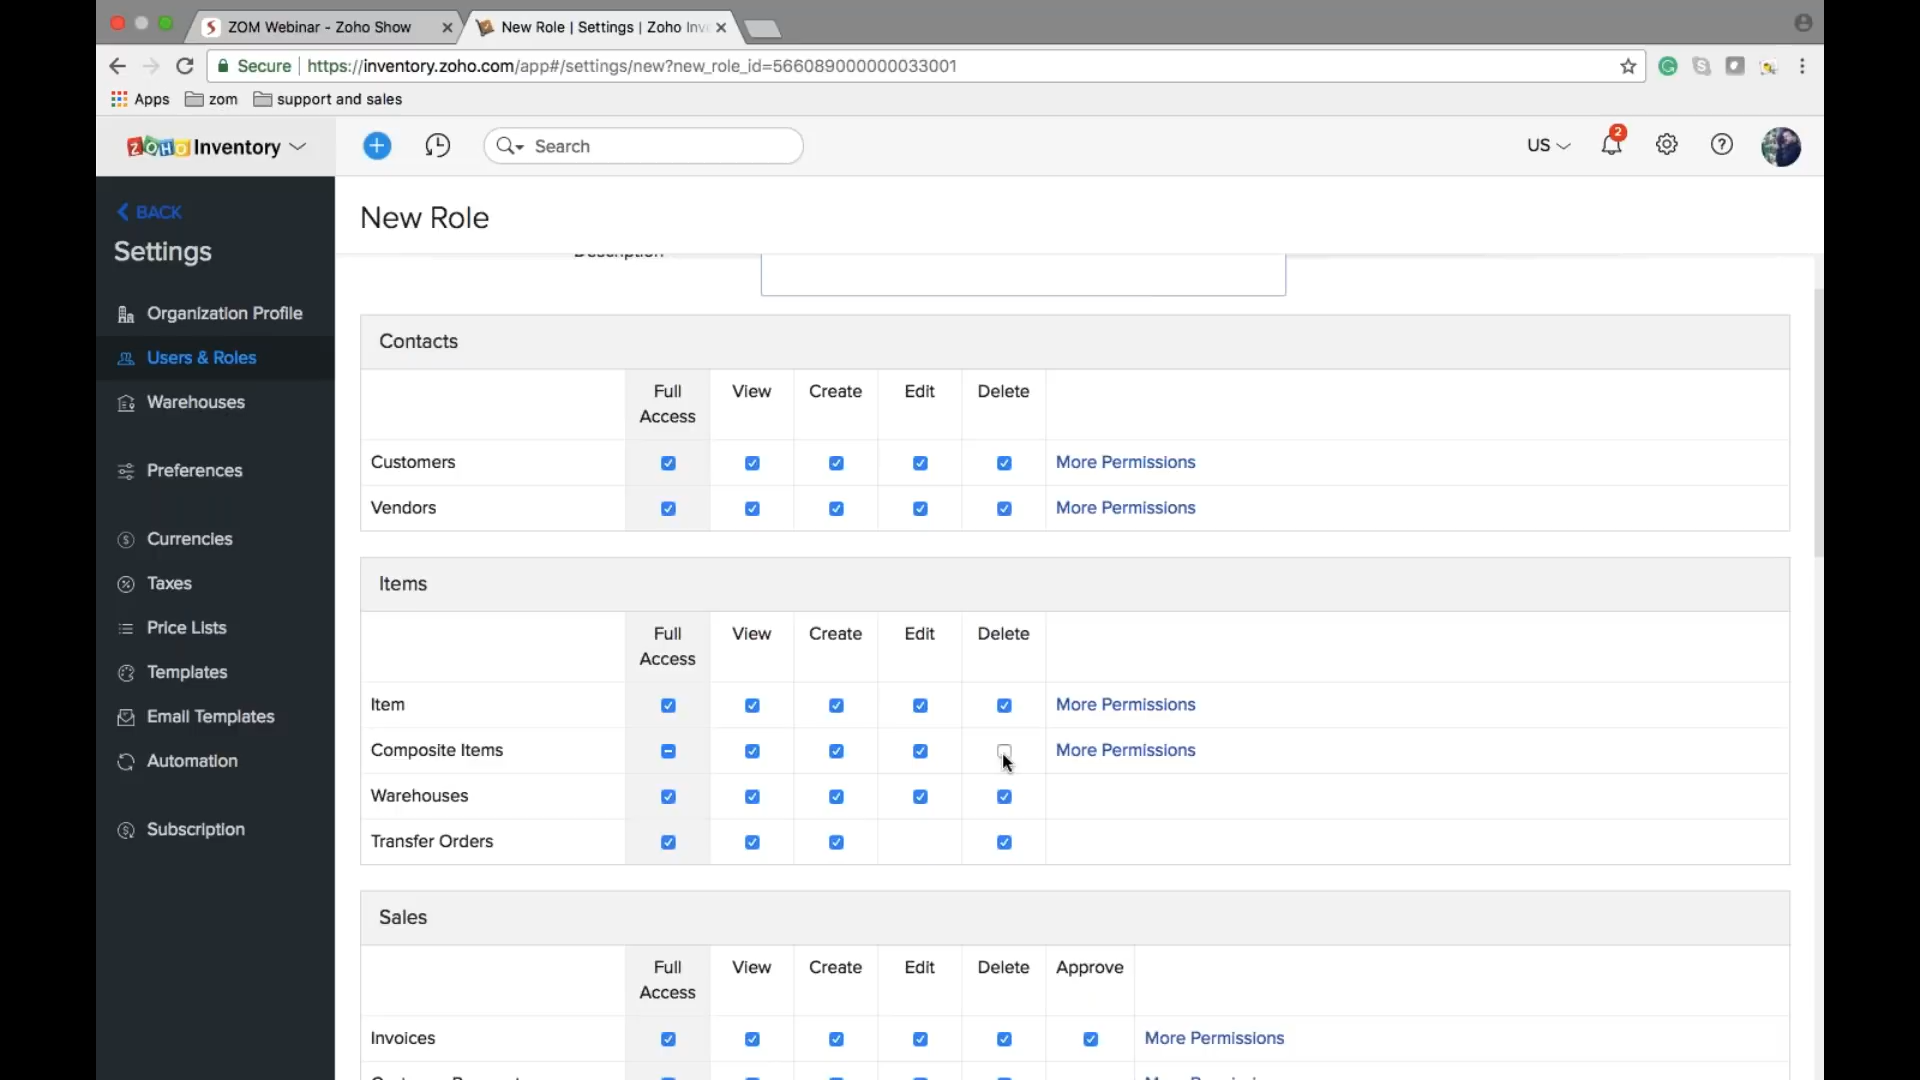 ZOM Webinar - Zoho Show
New Role | Settings | Zoho Inv
Secure
https://inventory.zoho.com/app#/settings/new?new_role_id=566089000000033001
Apps
zom
support and sales
ZOHO Inventory
Search
US
2
BACK
Settings
Organization Profile
Users & Roles
Warehouses
Preferences
Currencies
Taxes
Price Lists
Templates
Email Templates
Automation
Subscription
New Role
Description
Contacts
Full Access View Create Edit Delete
Customers More Permissions
Vendors More Permissions
Items
Full Access View Create Edit Delete
Item More Permissions
Composite Items More Permissions
Warehouses
Transfer Orders
Sales
Full Access View Create Edit Delete Approve
Invoices More Permissions